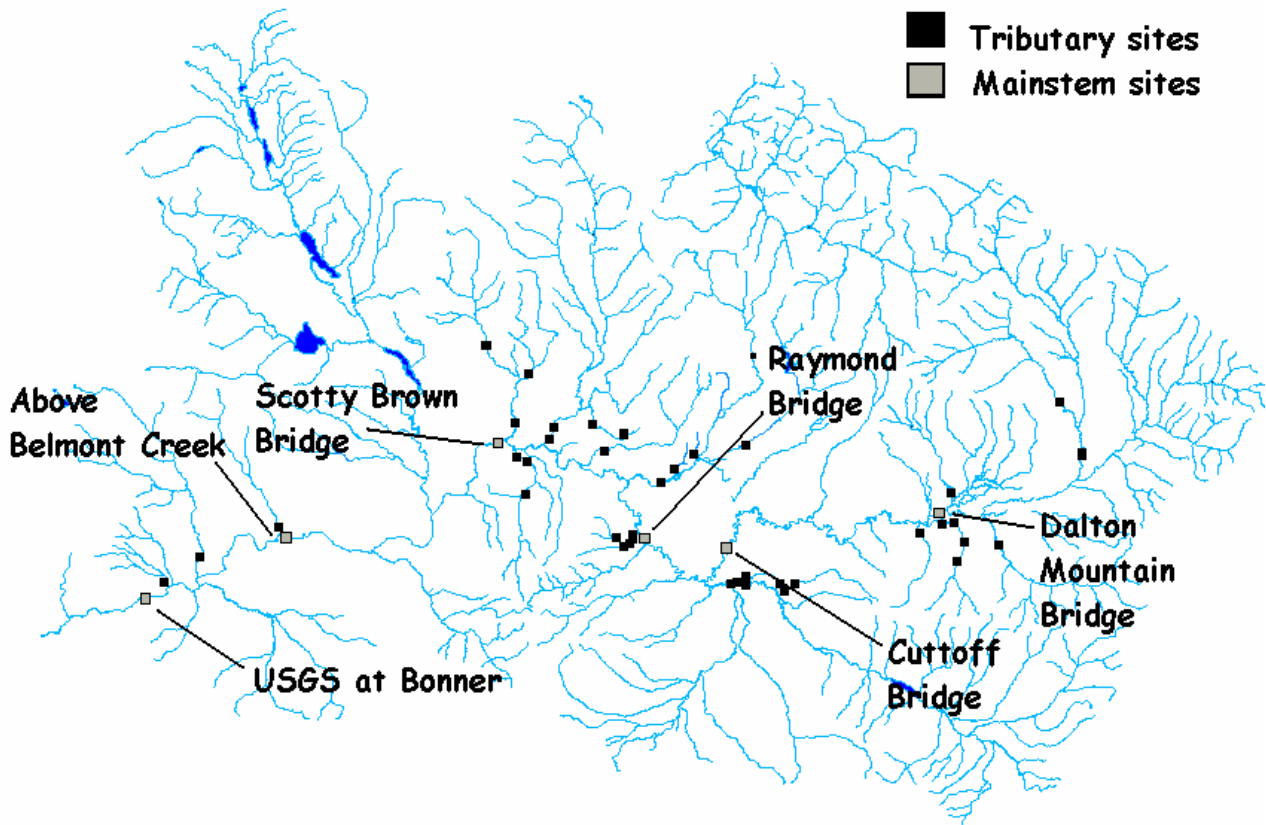 Tributary sites
Mainstem sites
Raymond
Bridge
Scotty Brown
Bridge
Above
Belmont Creek
Dalton
Mountain
Bridge
Cuttoff
Bridge
USGS at Bonner